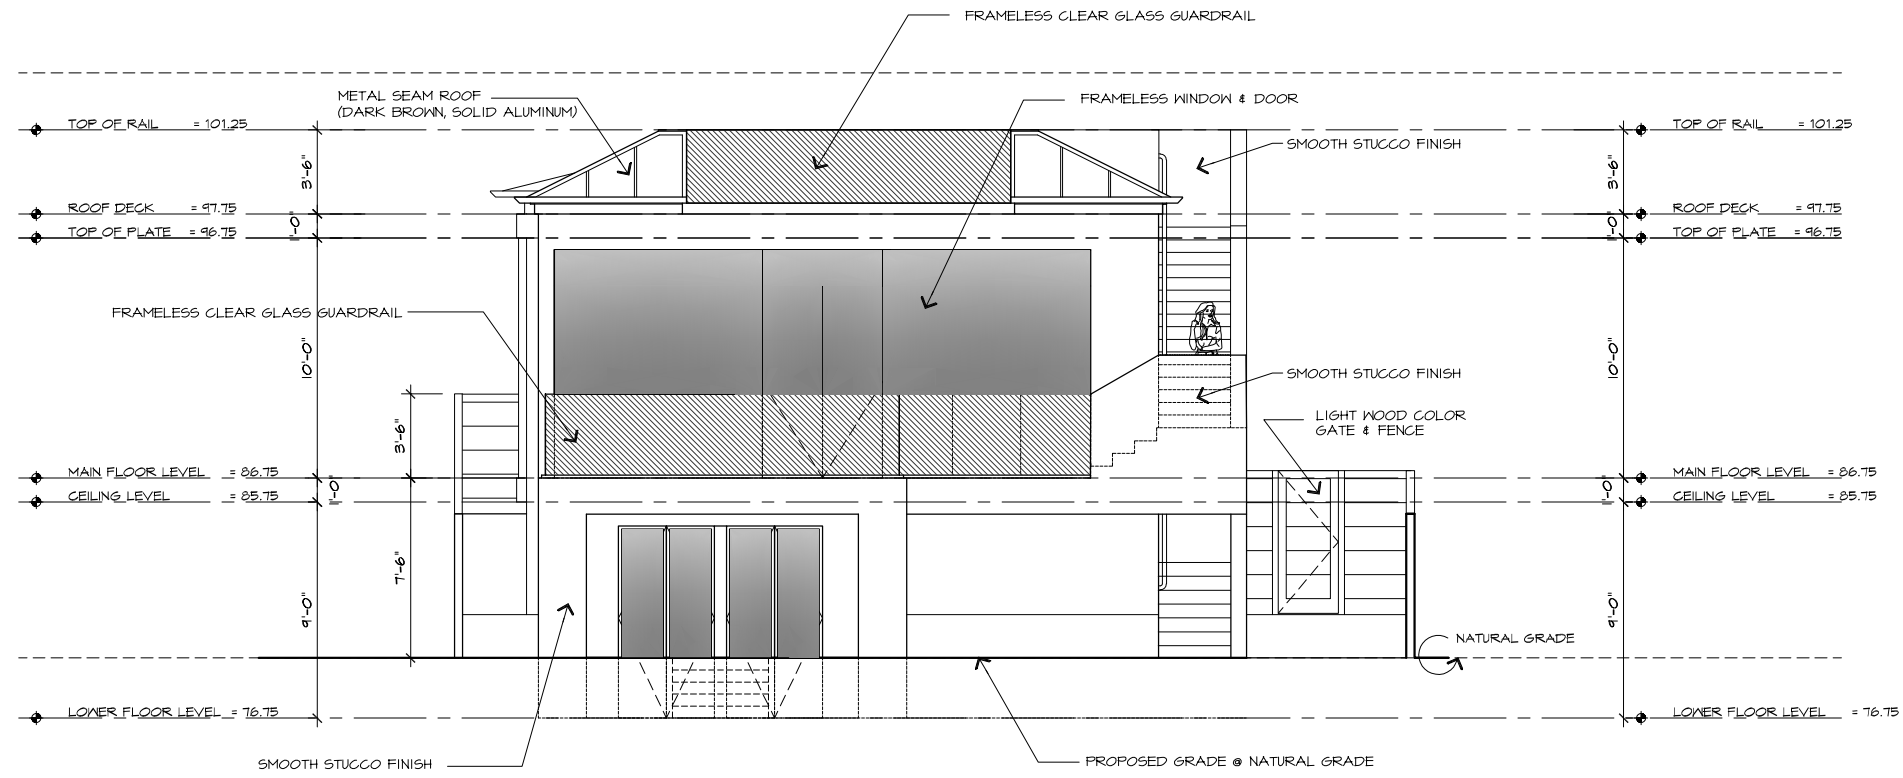 FRAMELESS CLEAR GLASS GUARDRAIL
METAL SEAM ROOF
(DARK BROWN, SOLID ALUMINUM)
FRAMELESS WINDOW & DOOR
TOP OF RAIL = 101.25
TOP OF RAIL = 101.25
SMOOTH STUCCO FINISH
3'-6"
3'-6"
ROOF DECK = 97.75
ROOF DECK = 97.75
1'-0"
1'-0"
TOP OF PLATE = 96.75
TOP OF PLATE = 96.75
FRAMELESS CLEAR GLASS GUARDRAIL
10'-0"
10'-0"
SMOOTH STUCCO FINISH
LIGHT WOOD COLOR
GATE & FENCE
3'-6"
MAIN FLOOR LEVEL = 86.75
MAIN FLOOR LEVEL = 86.75
1'-0"
1'-0"
CEILING LEVEL = 85.75
CEILING LEVEL = 85.75
7'-6"
9'-0"
9'-0"
NATURAL GRADE
LOWER FLOOR LEVEL = 76.75
LOWER FLOOR LEVEL = 76.75
SMOOTH STUCCO FINISH
PROPOSED GRADE @ NATURAL GRADE